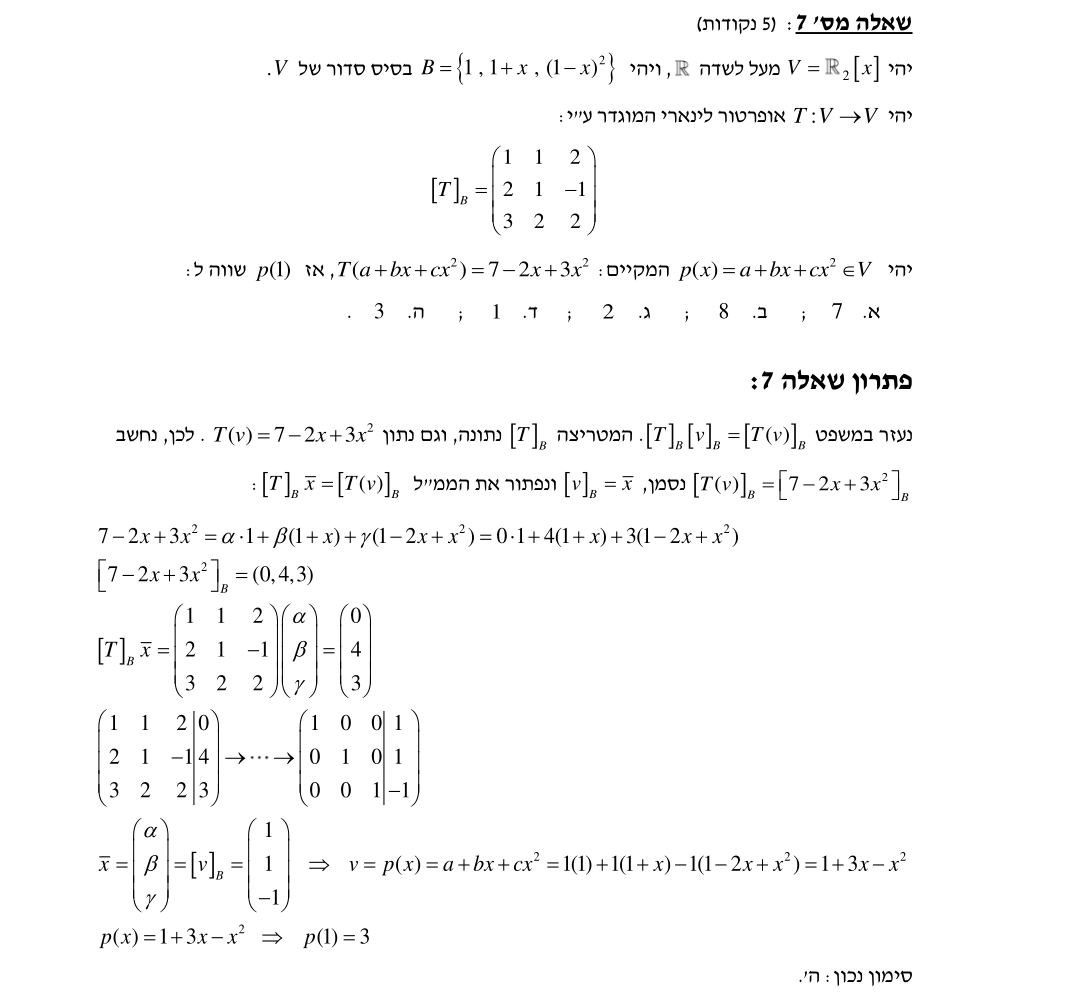 שאלה מס׳ 7 : (5 נקודות)
יהי V = ℝ₂[x] מעל לשדה ℝ, ויהי B = {1 , 1+x , (1−x)²} בסיס סדור של V.
יהי T : V → V אופרטור לינארי המוגדר ע״י:
[T]_B = (1 1 2
2 1 −1
3 2 2)
יהי p(x) = a+bx+cx² ∈ V המקיים: T(a+bx+cx²) = 7−2x+3x², אז p(1) שווה ל:
א. 7 ; ב. 8 ; ג. 2 ; ד. 1 ; ה. 3 .
פתרון שאלה 7:
נעזר במשפט [T]_B [v]_B = [T(v)]_B. המטריצה [T]_B נתונה, וגם נתון T(v) = 7−2x+3x² . לכן, נחשב
[T(v)]_B = [7−2x+3x²]_B נסמן, [v]_B = x̄ ונפתור את הממ״ל [T]_B x̄ = [T(v)]_B :
7−2x+3x² = α·1+β(1+x)+γ(1−2x+x²) = 0·1+4(1+x)+3(1−2x+x²)
[7−2x+3x²]_B = (0,4,3)
[T]_B x̄ = (1 1 2
2 1 −1
3 2 2)(α
β
γ) = (0
4
3)
(1 1 2|0
2 1 −1|4
3 2 2|3) →⋯→ (1 0 0|1
0 1 0|1
0 0 1|−1)
x̄ = (α
β
γ) = [v]_B = (1
1
−1) ⇒ v = p(x) = a+bx+cx² = 1(1)+1(1+x)−1(1−2x+x²) = 1+3x−x²
p(x) = 1+3x−x² ⇒ p(1) = 3
סימון נכון : ה׳.